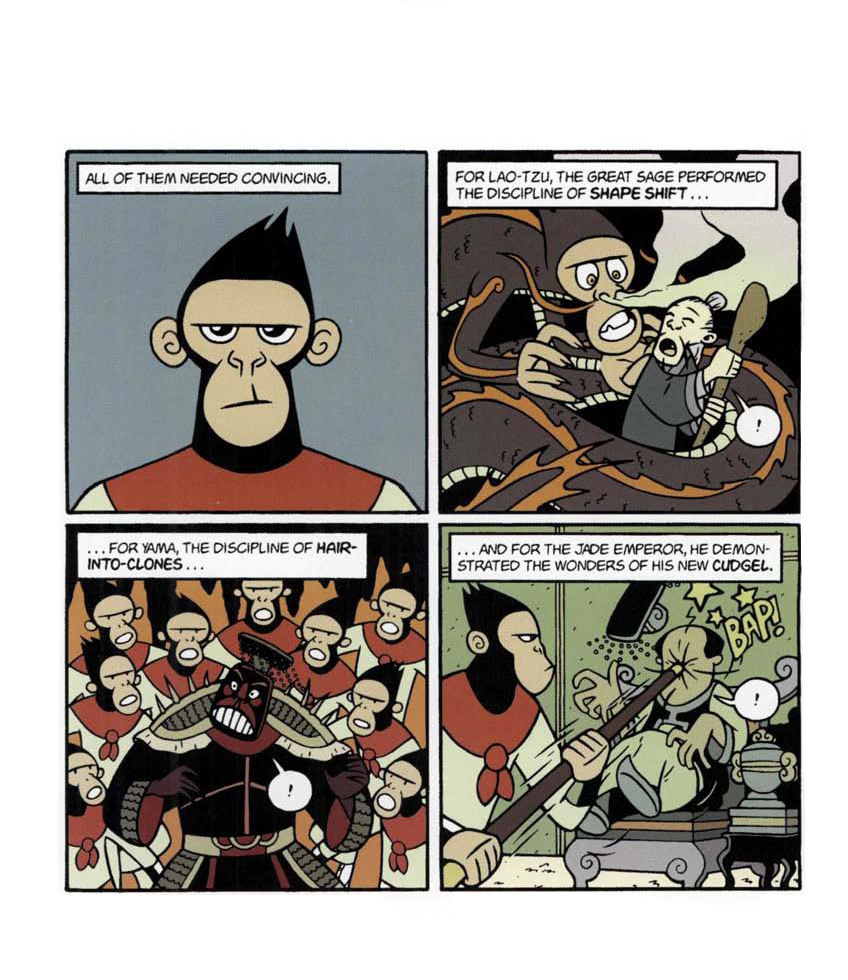 ALL OF THEM NEEDED CONVINCING.
FOR LAO-TZU, THE GREAT SAGE PERFORMED
THE DISCIPLINE OF SHAPE SHIFT...
!
...FOR YAMA, THE DISCIPLINE OF HAIR-
INTO-CLONES...
!
...AND FOR THE JADE EMPEROR, HE DEMON-
STRATED THE WONDERS OF HIS NEW CUDGEL.
BAP!
!